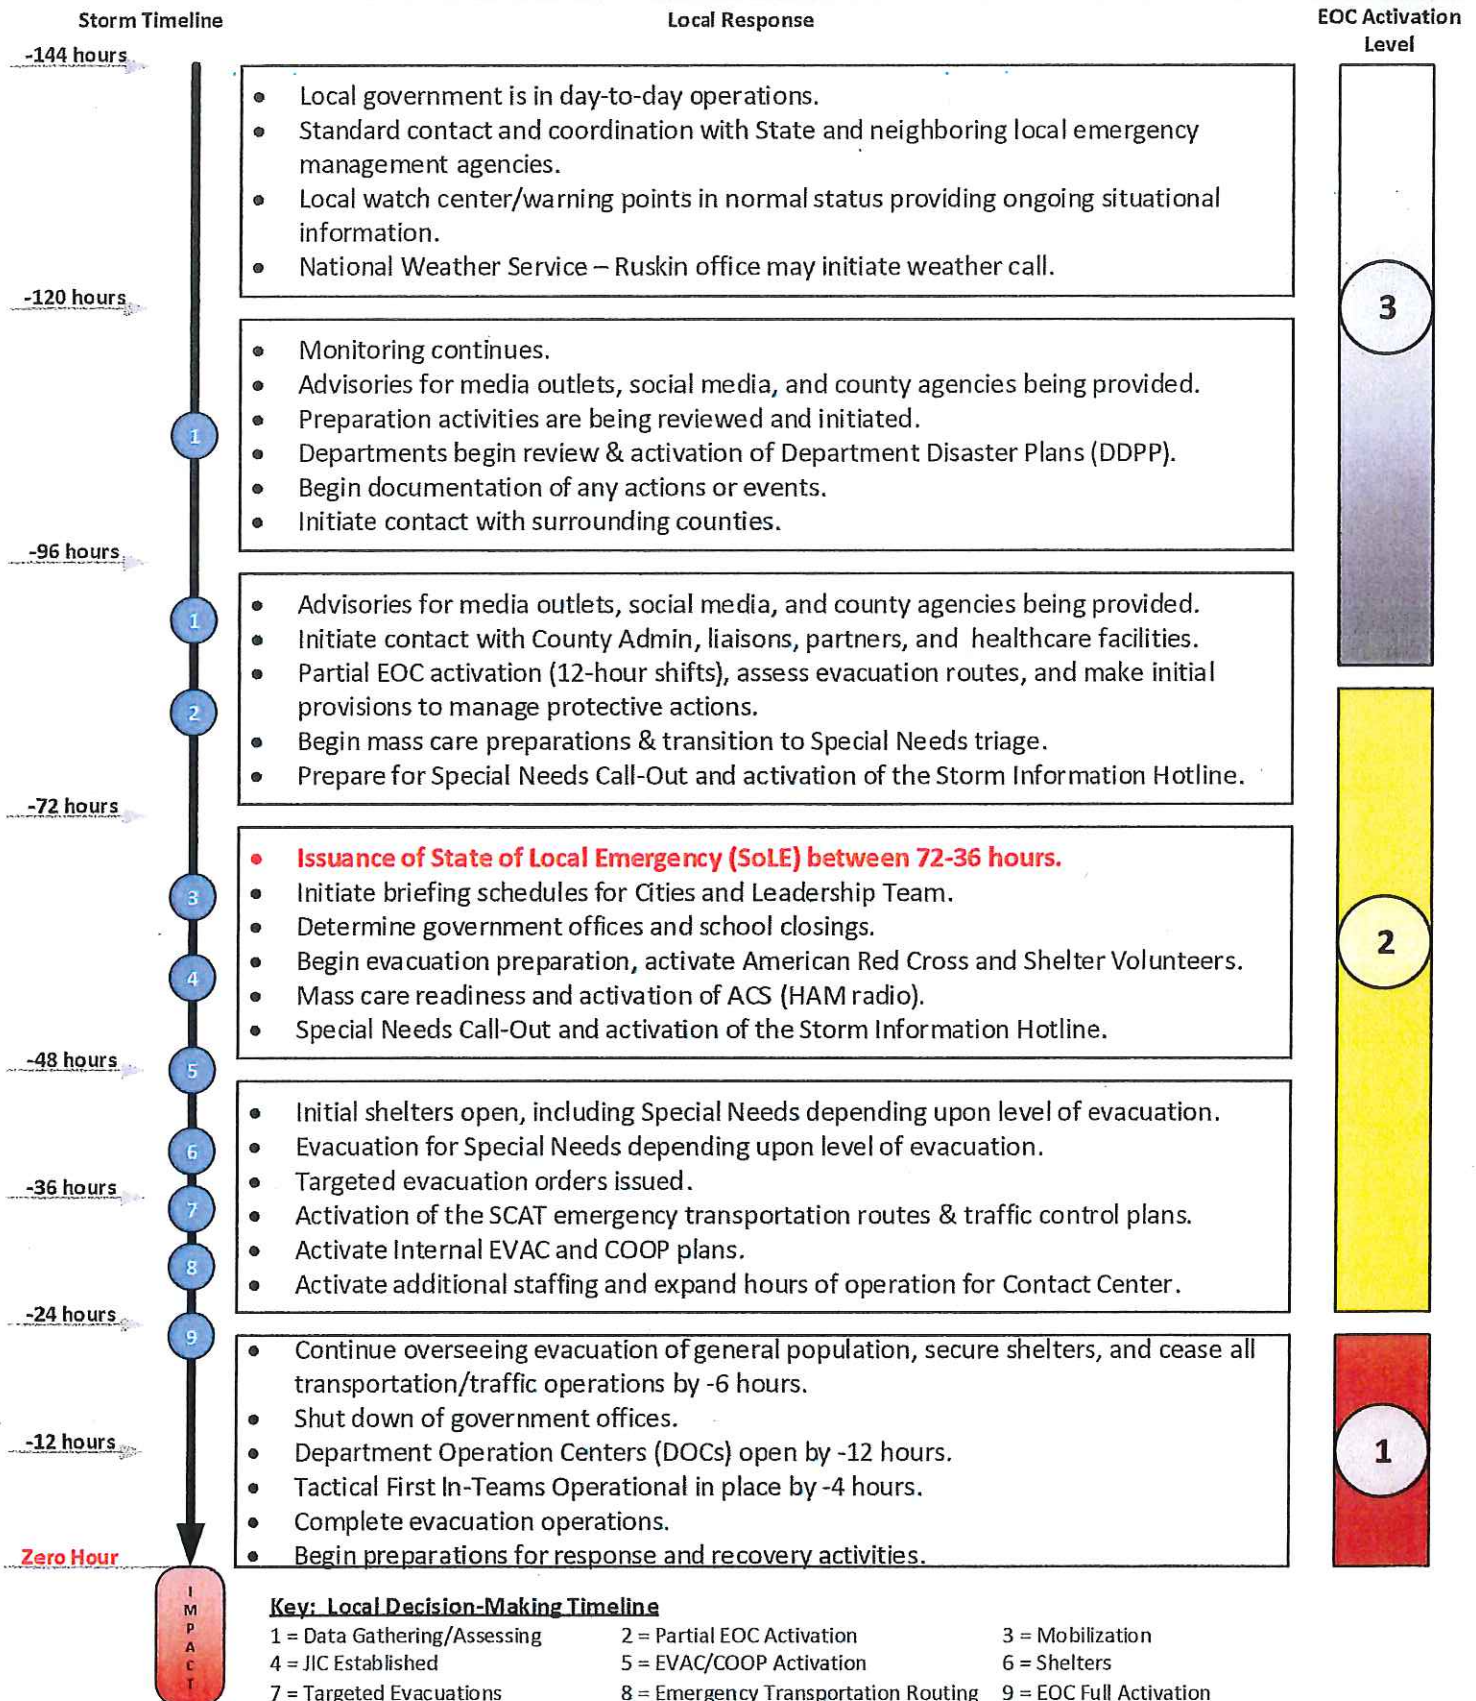 Storm Timeline
Local Response
EOC Activation
Level
-144 hours
• Local government is in day-to-day operations.
• Standard contact and coordination with State and neighboring local emergency
management agencies.
• Local watch center/warning points in normal status providing ongoing situational
information.
• National Weather Service – Ruskin office may initiate weather call.
-120 hours
3
• Monitoring continues.
• Advisories for media outlets, social media, and county agencies being provided.
• Preparation activities are being reviewed and initiated.
1
• Departments begin review & activation of Department Disaster Plans (DDPP).
• Begin documentation of any actions or events.
• Initiate contact with surrounding counties.
-96 hours
• Advisories for media outlets, social media, and county agencies being provided.
1
• Initiate contact with County Admin, liaisons, partners, and healthcare facilities.
• Partial EOC activation (12-hour shifts), assess evacuation routes, and make initial
provisions to manage protective actions.
2
• Begin mass care preparations & transition to Special Needs triage.
• Prepare for Special Needs Call-Out and activation of the Storm Information Hotline.
-72 hours
• Issuance of State of Local Emergency (SoLE) between 72-36 hours.
• Initiate briefing schedules for Cities and Leadership Team.
3
• Determine government offices and school closings.
2
• Begin evacuation preparation, activate American Red Cross and Shelter Volunteers.
4
• Mass care readiness and activation of ACS (HAM radio).
• Special Needs Call-Out and activation of the Storm Information Hotline.
-48 hours
5
• Initial shelters open, including Special Needs depending upon level of evacuation.
• Evacuation for Special Needs depending upon level of evacuation.
6
• Targeted evacuation orders issued.
-36 hours
• Activation of the SCAT emergency transportation routes & traffic control plans.
7
• Activate Internal EVAC and COOP plans.
8
• Activate additional staffing and expand hours of operation for Contact Center.
-24 hours
9
• Continue overseeing evacuation of general population, secure shelters, and cease all
transportation/traffic operations by -6 hours.
• Shut down of government offices.
-12 hours
• Department Operation Centers (DOCs) open by -12 hours.
1
• Tactical First In-Teams Operational in place by -4 hours.
• Complete evacuation operations.
• Begin preparations for response and recovery activities.
Zero Hour
IMPACT
Key: Local Decision-Making Timeline
1 = Data Gathering/Assessing
2 = Partial EOC Activation
3 = Mobilization
4 = JIC Established
5 = EVAC/COOP Activation
6 = Shelters
7 = Targeted Evacuations
8 = Emergency Transportation Routing
9 = EOC Full Activation